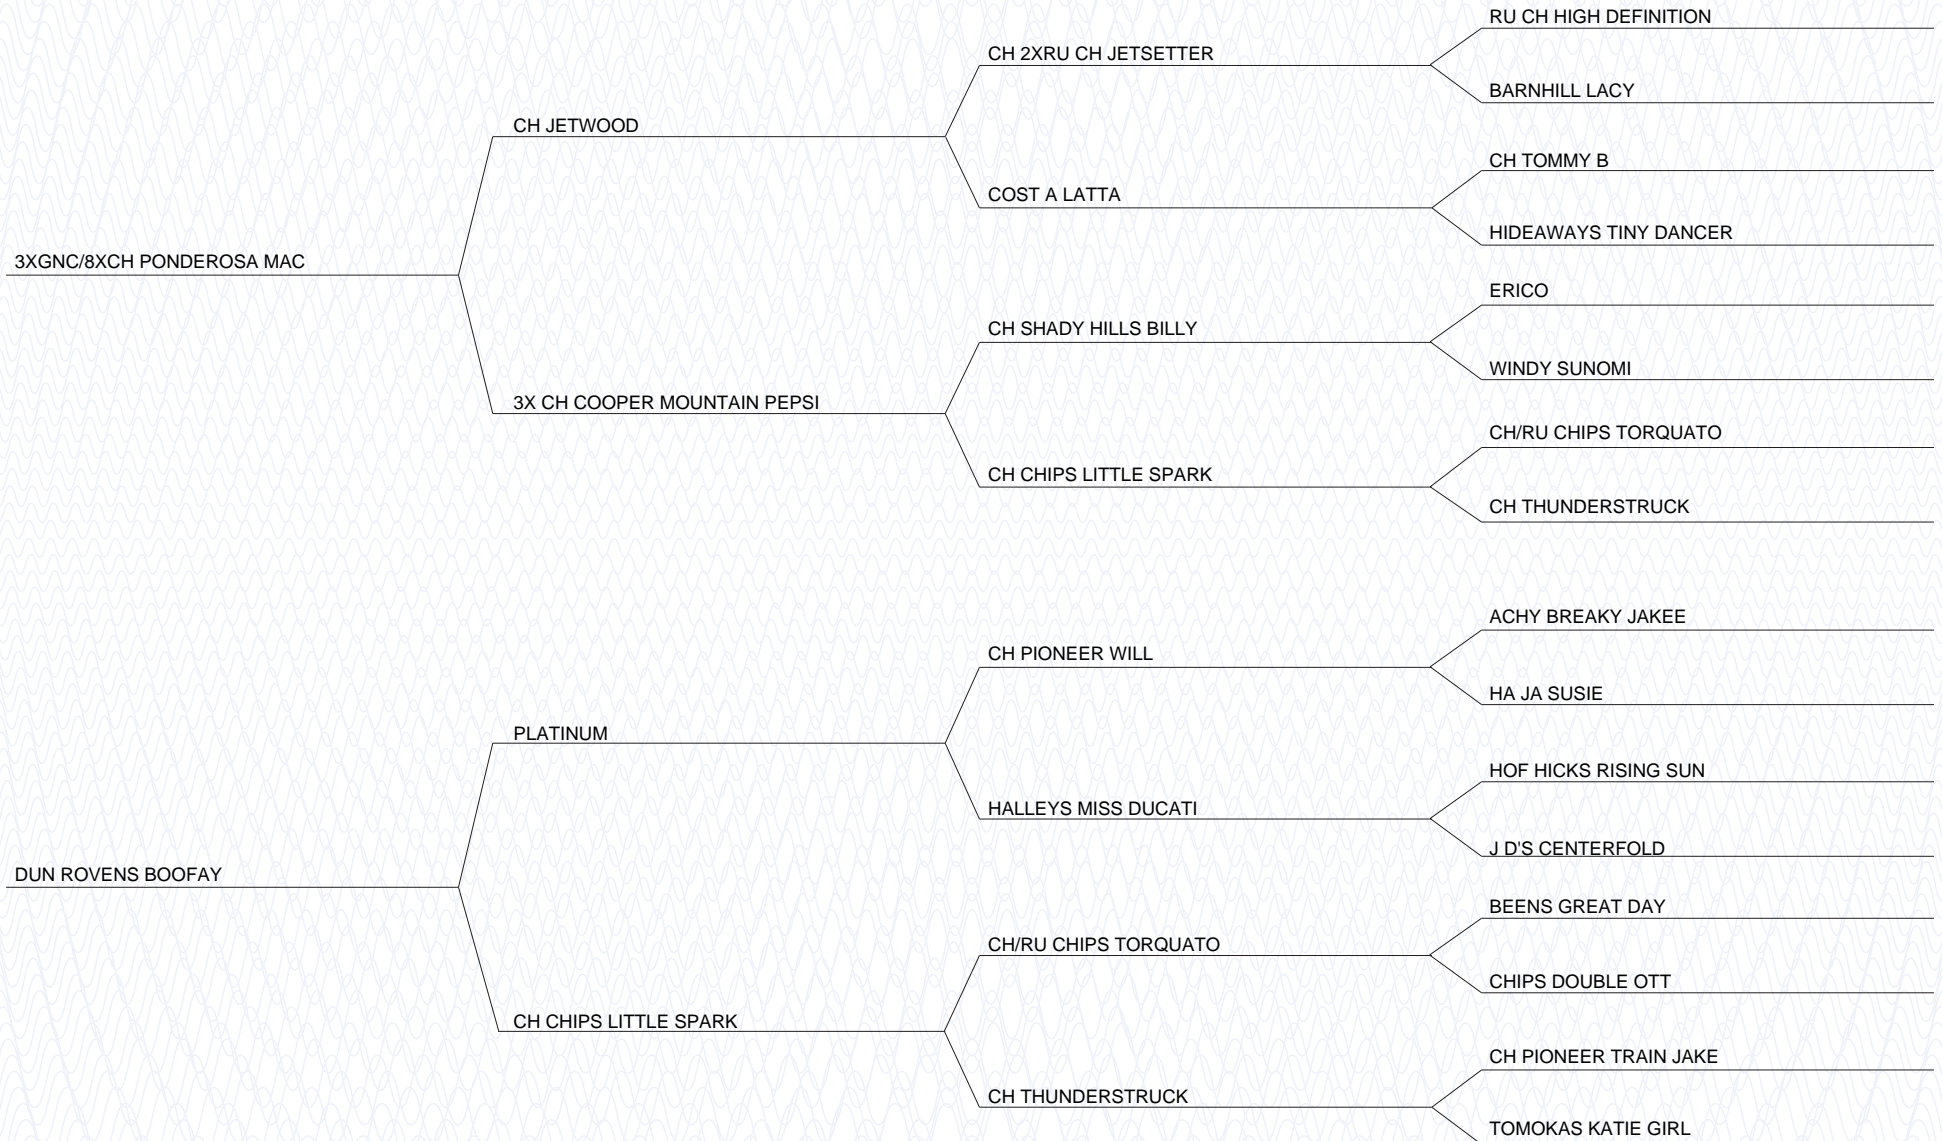 RU CH HIGH DEFINITION
CH 2XRU CH JETSETTER
BARNHILL LACY
CH JETWOOD
CH TOMMY B
COST A LATTA
HIDEAWAYS TINY DANCER
3XGNC/8XCH PONDEROSA MAC
ERICO
CH SHADY HILLS BILLY
WINDY SUNOMI
3X CH COOPER MOUNTAIN PEPSI
CH/RU CHIPS TORQUATO
CH CHIPS LITTLE SPARK
CH THUNDERSTRUCK
ACHY BREAKY JAKEE
CH PIONEER WILL
HA JA SUSIE
PLATINUM
HOF HICKS RISING SUN
HALLEYS MISS DUCATI
J D'S CENTERFOLD
DUN ROVENS BOOFAY
BEENS GREAT DAY
CH/RU CHIPS TORQUATO
CHIPS DOUBLE OTT
CH CHIPS LITTLE SPARK
CH PIONEER TRAIN JAKE
CH THUNDERSTRUCK
TOMOKAS KATIE GIRL